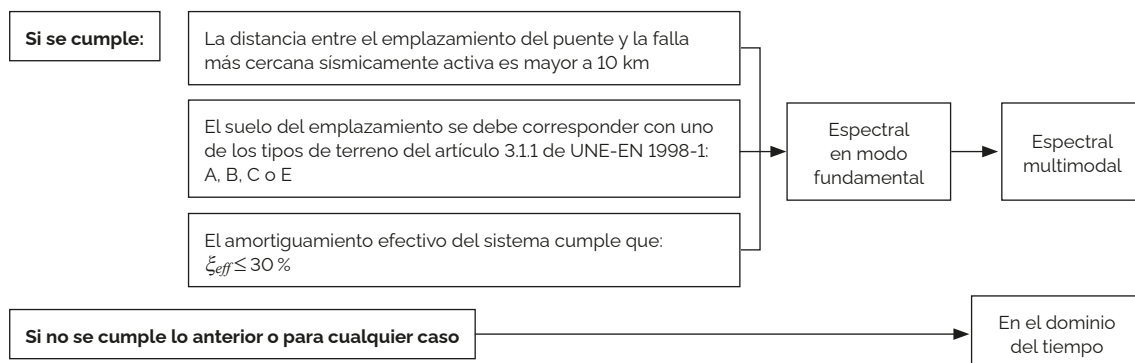 Si se cumple:
La distancia entre el emplazamiento del puente y la falla
más cercana sísmicamente activa es mayor a 10 km
El suelo del emplazamiento se debe corresponder con uno
de los tipos de terreno del artículo 3.1.1 de UNE-EN 1998-1:
A, B, C o E
El amortiguamiento efectivo del sistema cumple que:
ξeff ≤ 30 %
Espectral
en modo
fundamental
Espectral
multimodal
Si no se cumple lo anterior o para cualquier caso
En el dominio
del tiempo